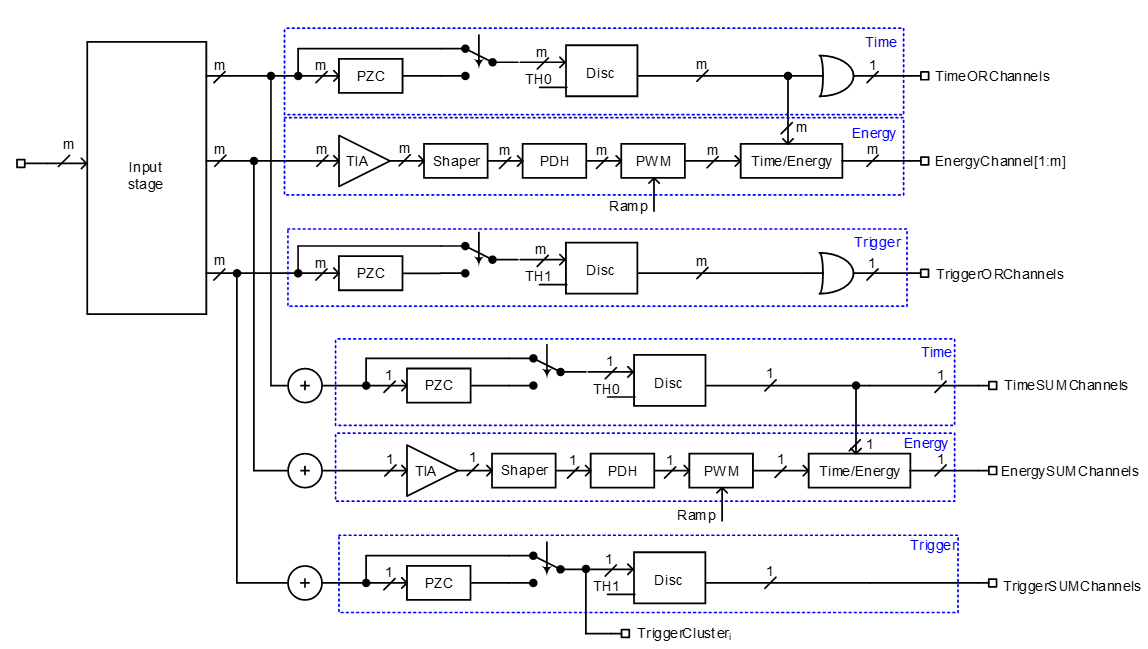 m
Input
stage
m
m
m
Time
m
PZC
m
TH0
Disc
m
1
TimeORChannels
m
Energy
m
TIA
m
Shaper
m
PDH
m
PWM
m
Time/Energy
m
EnergyChannel[1:m]
Ramp
Trigger
m
PZC
m
TH1
Disc
m
1
TriggerORChannels
Time
+
1
PZC
1
TH0
Disc
1
1
TimeSUMChannels
1
Energy
+
1
TIA
1
Shaper
1
PDH
1
PWM
1
Time/Energy
1
EnergySUMChannels
Ramp
Trigger
+
1
PZC
1
TH1
Disc
1
TriggerSUMChannels
TriggerClusterᵢ